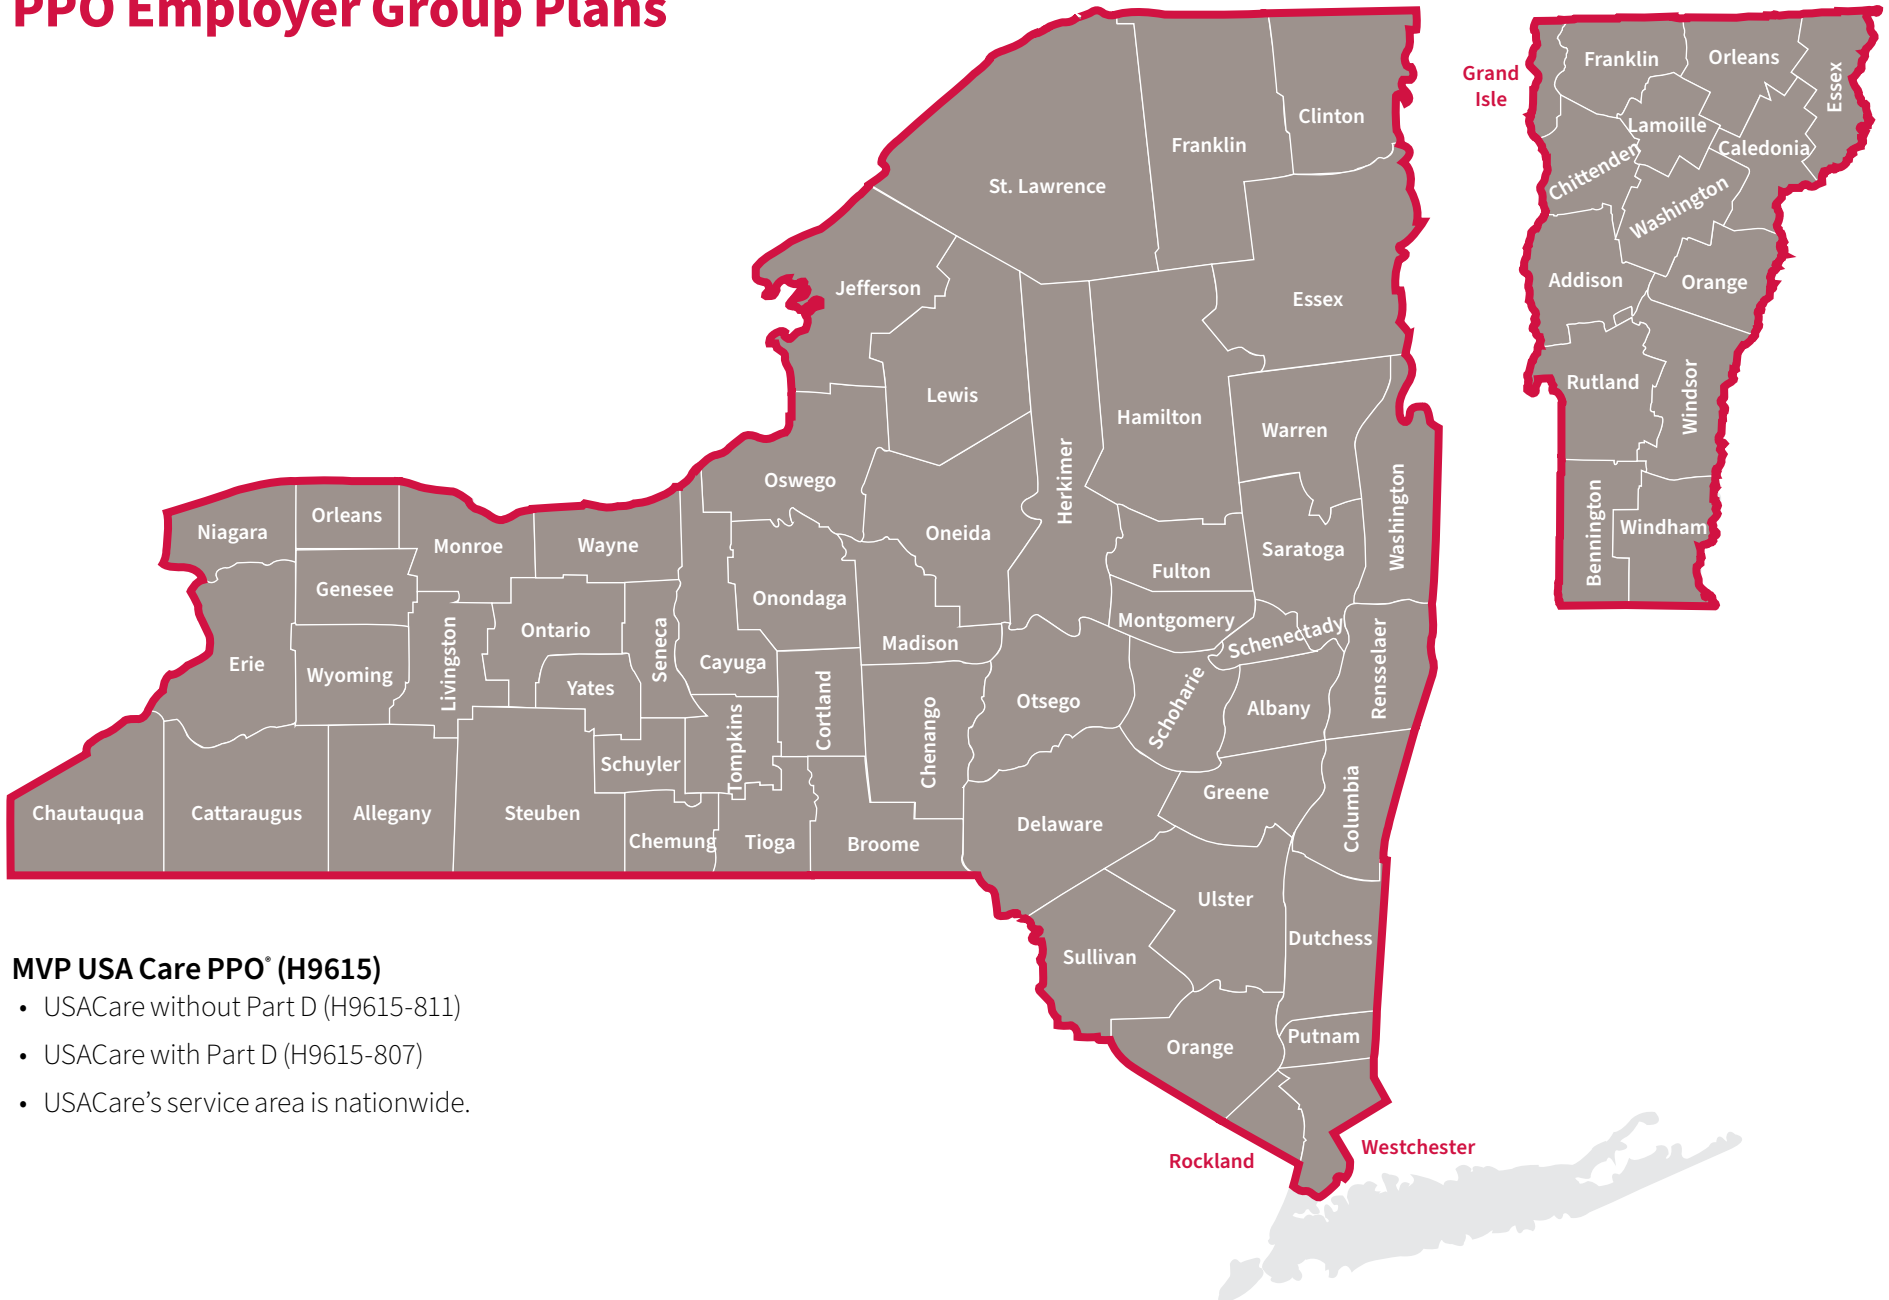 PPO Employer Group Plans
Grand
Isle
Franklin
Orleans
Essex
Lamoille
Caledonia
Chittenden
Washington
Addison
Orange
Rutland
Windsor
Bennington
Windham
Clinton
Franklin
St. Lawrence
Jefferson
Essex
Lewis
Hamilton
Herkimer
Warren
Washington
Oswego
Oneida
Saratoga
Fulton
Montgomery
Schenectady
Niagara
Orleans
Monroe
Wayne
Genesee
Onondaga
Ontario
Seneca
Cayuga
Madison
Erie
Wyoming
Livingston
Yates
Cortland
Chenango
Otsego
Schoharie
Albany
Rensselaer
Tompkins
Schuyler
Chautauqua
Cattaraugus
Allegany
Steuben
Chemung
Tioga
Broome
Delaware
Greene
Columbia
Ulster
Sullivan
Dutchess
Orange
Putnam
Rockland
Westchester
MVP USA Care PPO® (H9615)
• USACare without Part D (H9615-811)
• USACare with Part D (H9615-807)
• USACare’s service area is nationwide.